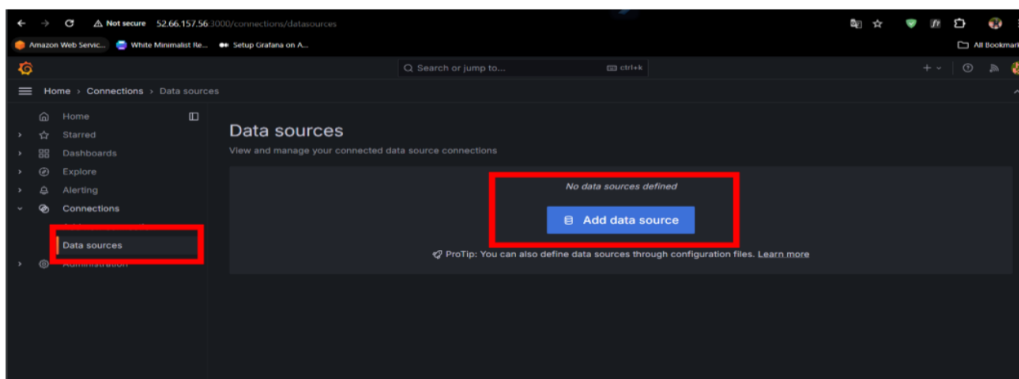 Not secure 52.66.157.56:3000/connections/datasources
Amazon Web Servic... White Minimalist Re... Setup Grafana on A...
All Bookmar
Search or jump to... ctrl+k
Home > Connections > Data sources
Home
Starred
Dashboards
Explore
Alerting
Connections
Data sources
Administration
Data sources
View and manage your connected data source connections
No data sources defined
Add data source
ProTip: You can also define data sources through configuration files. Learn more